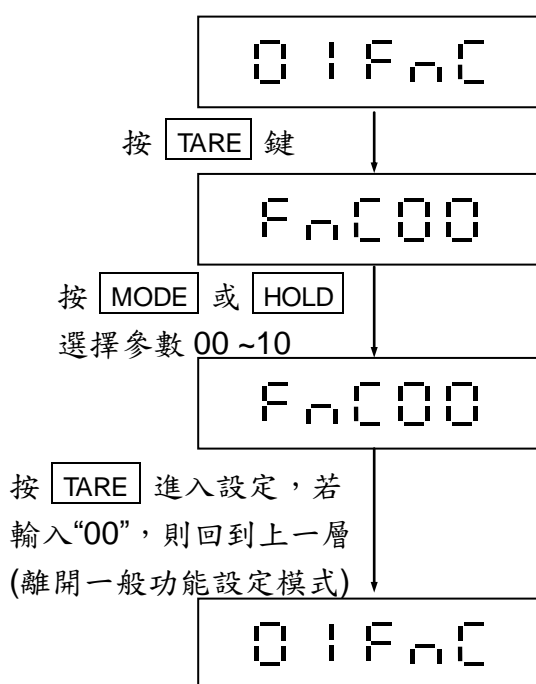 01FnC
按 TARE 鍵
FnC00
按 MODE 或 HOLD
選擇參數 00 ~10
FnC00
按 TARE 進入設定，若
輸入“00”，則回到上一層
(離開一般功能設定模式)
01FnC